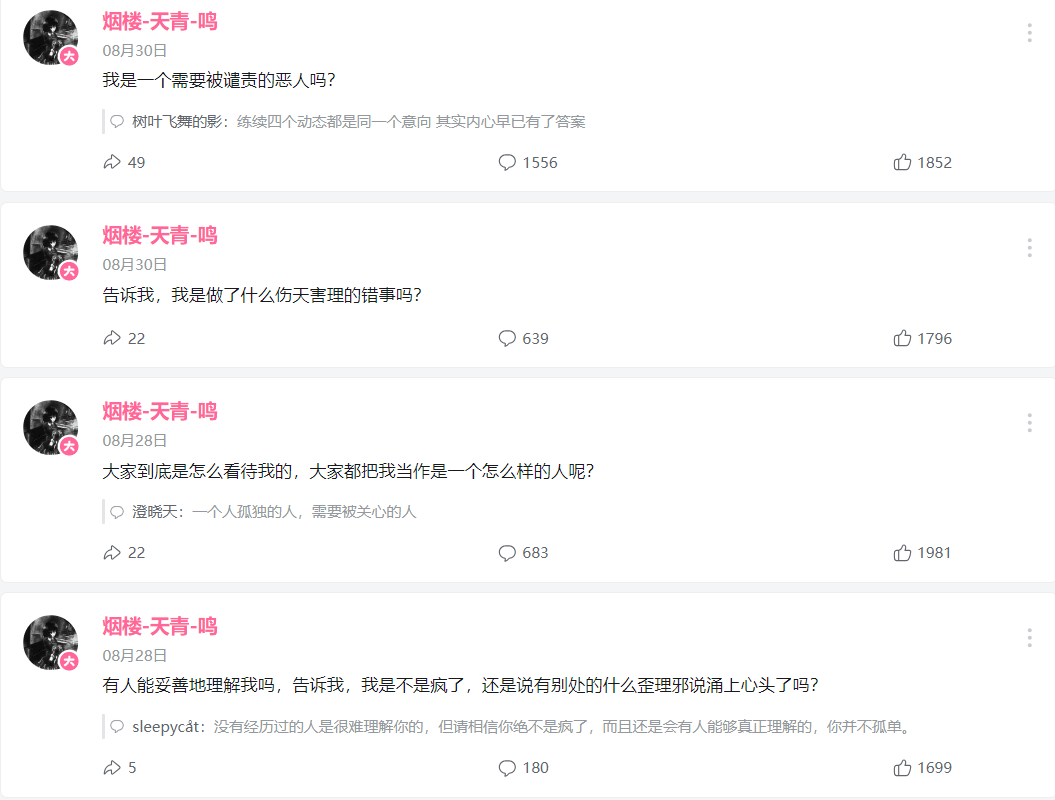 烟楼-天青-鸣
大
08月30日
我是一个需要被谴责的恶人吗？
树叶飞舞的影：练续四个动态都是同一个意向 其实内心早已有了答案
49 1556 1852
烟楼-天青-鸣
大
08月30日
告诉我，我是做了什么伤天害理的错事吗？
22 639 1796
烟楼-天青-鸣
大
08月28日
大家到底是怎么看待我的，大家都把我当作是一个怎么样的人呢？
澄晓天：一个人孤独的人，需要被关心的人
22 683 1981
烟楼-天青-鸣
大
08月28日
有人能妥善地理解我吗，告诉我，我是不是疯了，还是说有别处的什么歪理邪说涌上心头了吗？
sleepycåt：没有经历过的人是很难理解你的，但请相信你绝不是疯了，而且还是会有人能够真正理解的，你并不孤单。
5 180 1699